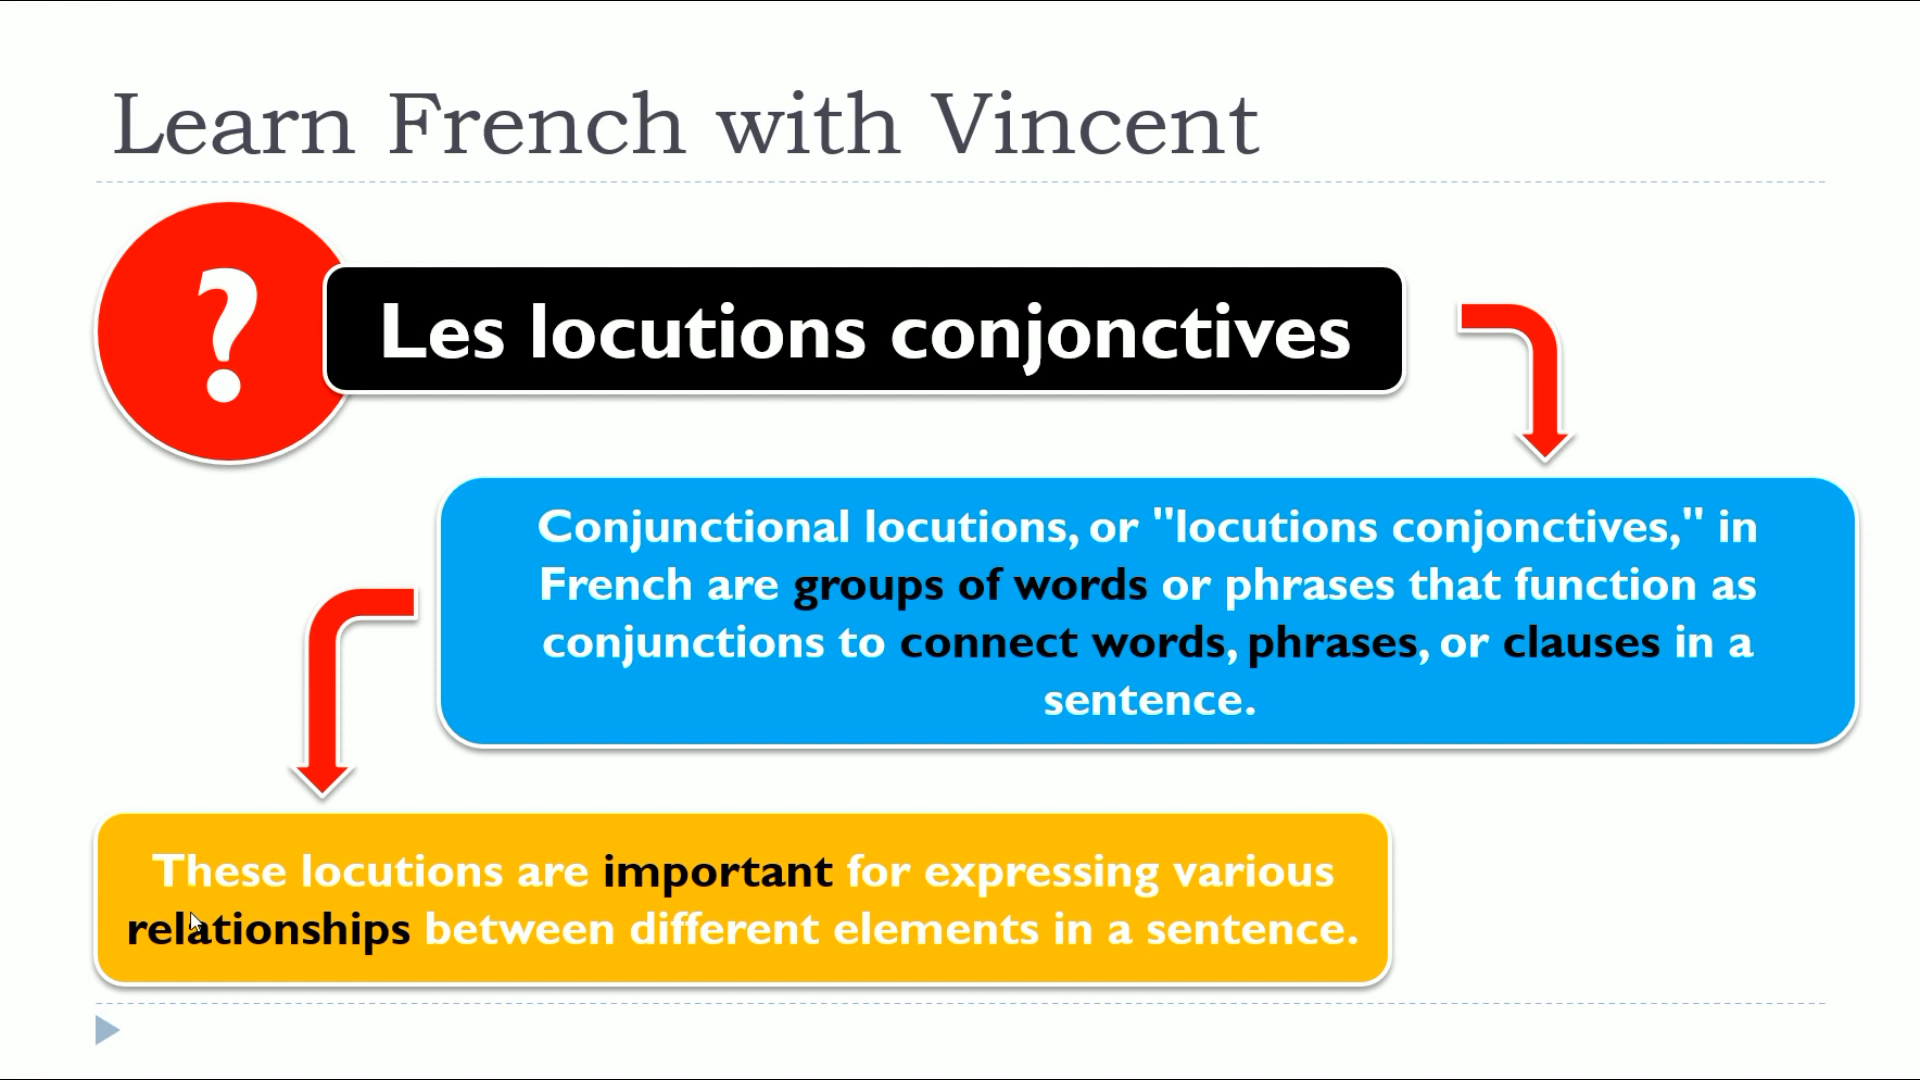 Learn French with Vincent
?
Les locutions conjonctives
Conjunctional locutions, or "locutions conjonctives," in
French are groups of words or phrases that function as
conjunctions to connect words, phrases, or clauses in a
sentence.
These locutions are important for expressing various
relationships between different elements in a sentence.